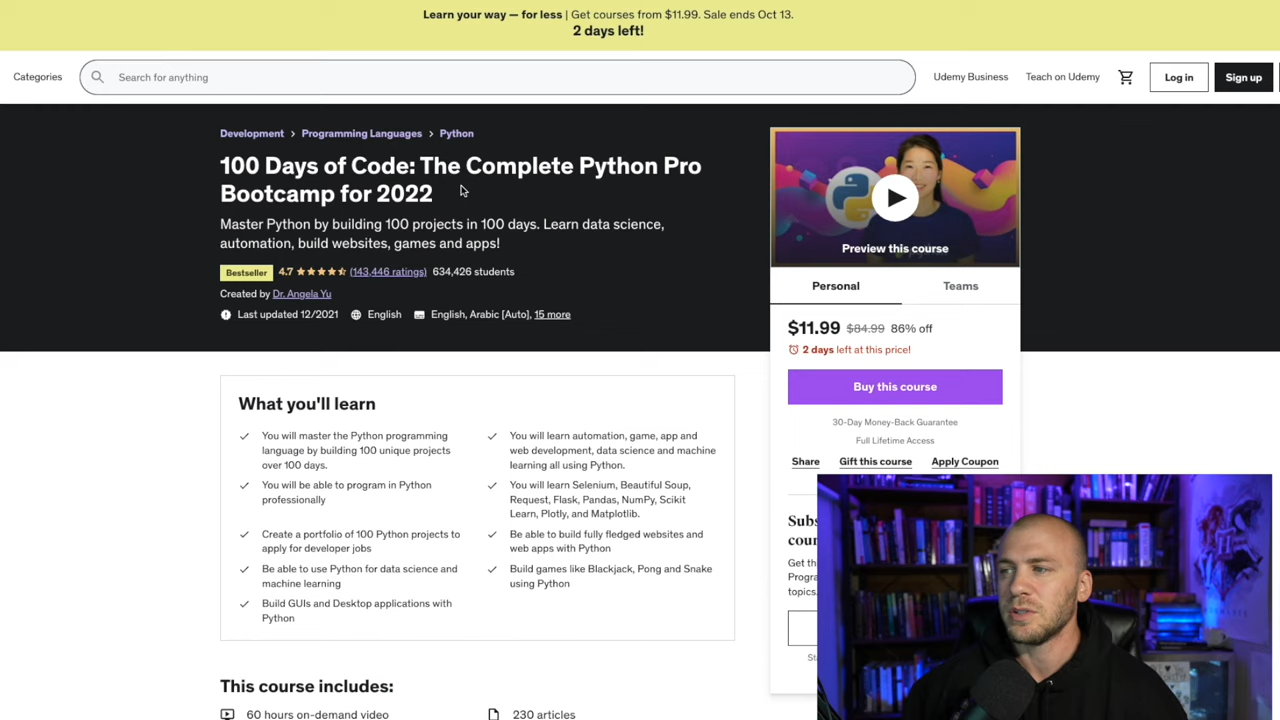 Learn your way — for less | Get courses from $11.99. Sale ends Oct 13.
2 days left!
Categories
Search for anything
Udemy Business
Teach on Udemy
Log in
Sign up
Development > Programming Languages > Python
100 Days of Code: The Complete Python Pro
Bootcamp for 2022
Master Python by building 100 projects in 100 days. Learn data science,
automation, build websites, games and apps!
Bestseller 4.7 (143,446 ratings) 634,426 students
Created by Dr. Angela Yu
Last updated 12/2021 English English, Arabic [Auto], 15 more
Preview this course
Personal
Teams
$11.99 $84.99 86% off
2 days left at this price!
Buy this course
30-Day Money-Back Guarantee
Full Lifetime Access
Share
Gift this course
Apply Coupon
What you'll learn
You will master the Python programming
language by building 100 unique projects
over 100 days.
You will be able to program in Python
professionally
Create a portfolio of 100 Python projects to
apply for developer jobs
Be able to use Python for data science and
machine learning
Build GUIs and Desktop applications with
Python
You will learn automation, game, app and
web development, data science and machine
learning all using Python.
You will learn Selenium, Beautiful Soup,
Request, Flask, Pandas, NumPy, Scikit
Learn, Plotly, and Matplotlib.
Be able to build fully fledged websites and
web apps with Python
Build games like Blackjack, Pong and Snake
using Python
This course includes:
60 hours on-demand video
230 articles